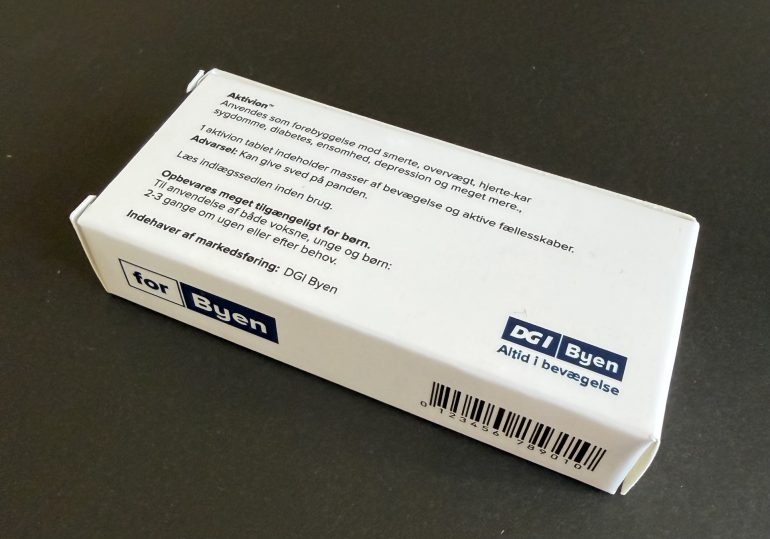 Aktivion™
Anvendes som forebyggelse mod smerte, overvægt, hjerte-kar
sygdomme, diabetes, ensomhed, depression og meget mere.,
1 aktivion tablet indeholder masser af bevægelse og aktive fællesskaber.
Advarsel: Kan give sved på panden.
Læs indlægssedlen inden brug.
Opbevares meget tilgængeligt for børn.
Til anvendelse af både voksne, unge og børn:
2-3 gange om ugen eller efter behov.
Indehaver af markedsføring: DGI Byen
for Byen
DGI Byen
Altid i bevægelse
0 123456 789010